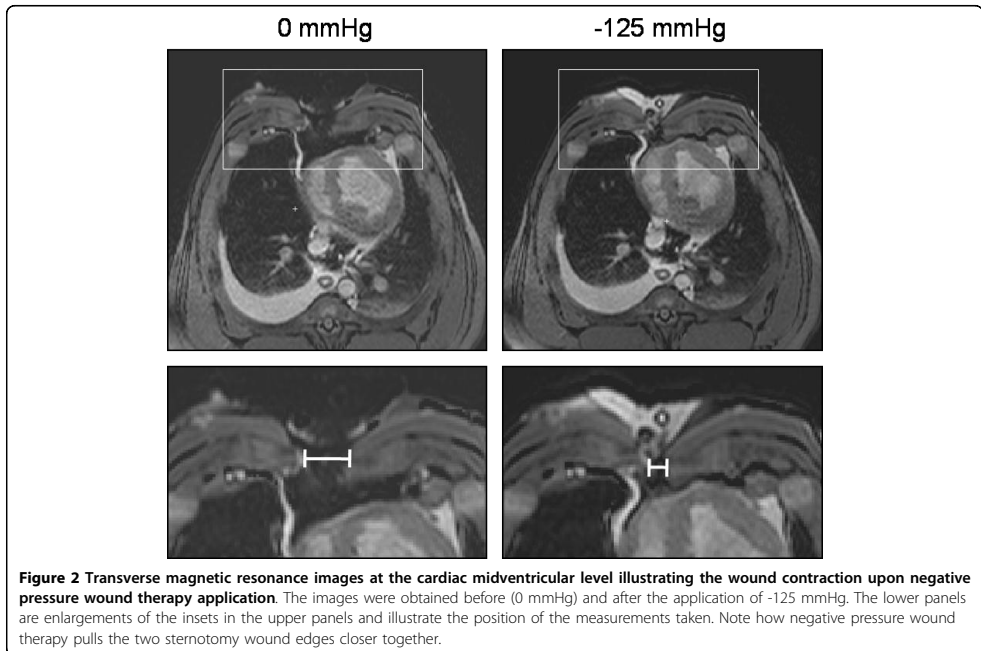 0 mmHg
-125 mmHg
Figure 2 Transverse magnetic resonance images at the cardiac midventricular level illustrating the wound contraction upon negative
pressure wound therapy application. The images were obtained before (0 mmHg) and after the application of -125 mmHg. The lower panels
are enlargements of the insets in the upper panels and illustrate the position of the measurements taken. Note how negative pressure wound
therapy pulls the two sternotomy wound edges closer together.